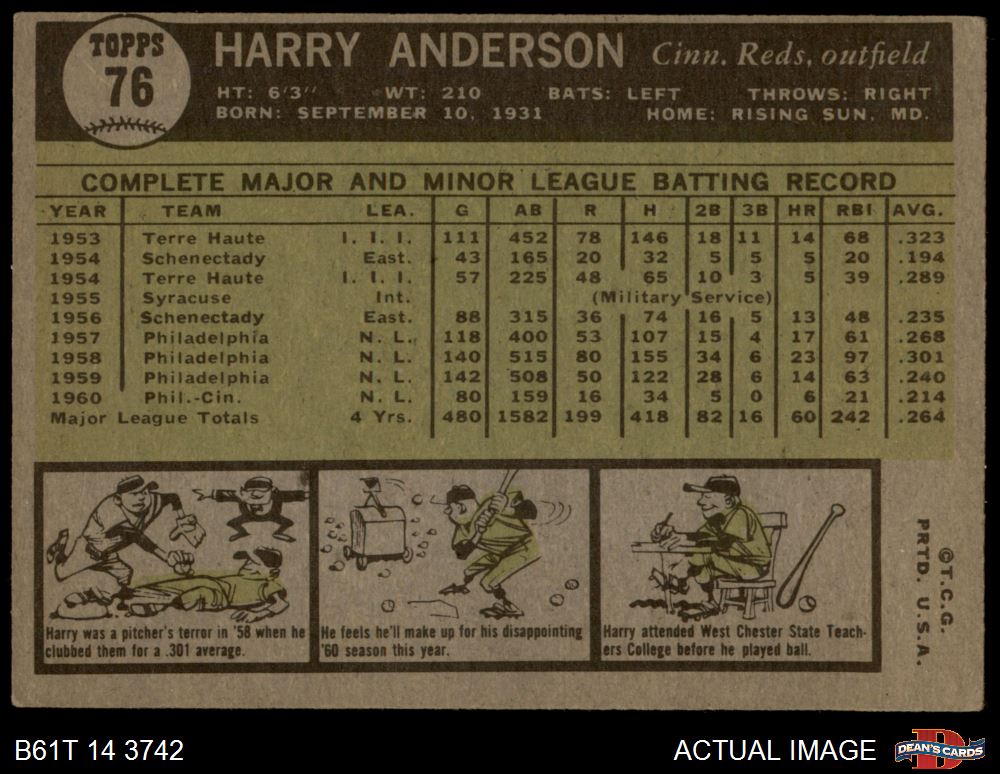 TOPPS
76
HARRY ANDERSON Cinn. Reds, outfield
HT: 6'3" WT: 210 BATS: LEFT THROWS: RIGHT
BORN: SEPTEMBER 10, 1931 HOME: RISING SUN, MD.
COMPLETE MAJOR AND MINOR LEAGUE BATTING RECORD
YEAR TEAM LEA. G AB R H 2B 3B HR RBI AVG.
1953 Terre Haute I. I. I. 111 452 78 146 18 11 14 68 .323
1954 Schenectady East. 43 165 20 32 5 5 5 20 .194
1954 Terre Haute I. I. I. 57 225 48 65 10 3 5 39 .289
1955 Syracuse Int. (Military Service)
1956 Schenectady East. 88 315 36 74 16 5 13 48 .235
1957 Philadelphia N. L. 118 400 53 107 15 4 17 61 .268
1958 Philadelphia N. L. 140 515 80 155 34 6 23 97 .301
1959 Philadelphia N. L. 142 508 50 122 28 6 14 63 .240
1960 Phil.-Cin. N. L. 80 159 16 34 5 0 6 21 .214
Major League Totals 4 Yrs. 480 1582 199 418 82 16 60 242 .264
Harry was a pitcher's terror in '58 when he
clubbed them for a .301 average.
He feels he'll make up for his disappointing
'60 season this year.
Harry attended West Chester State Teach-
ers College before he played ball.
©T.C.G.
PRTD. U.S.A.
B61T 14 3742
ACTUAL IMAGE
DEAN'S CARDS